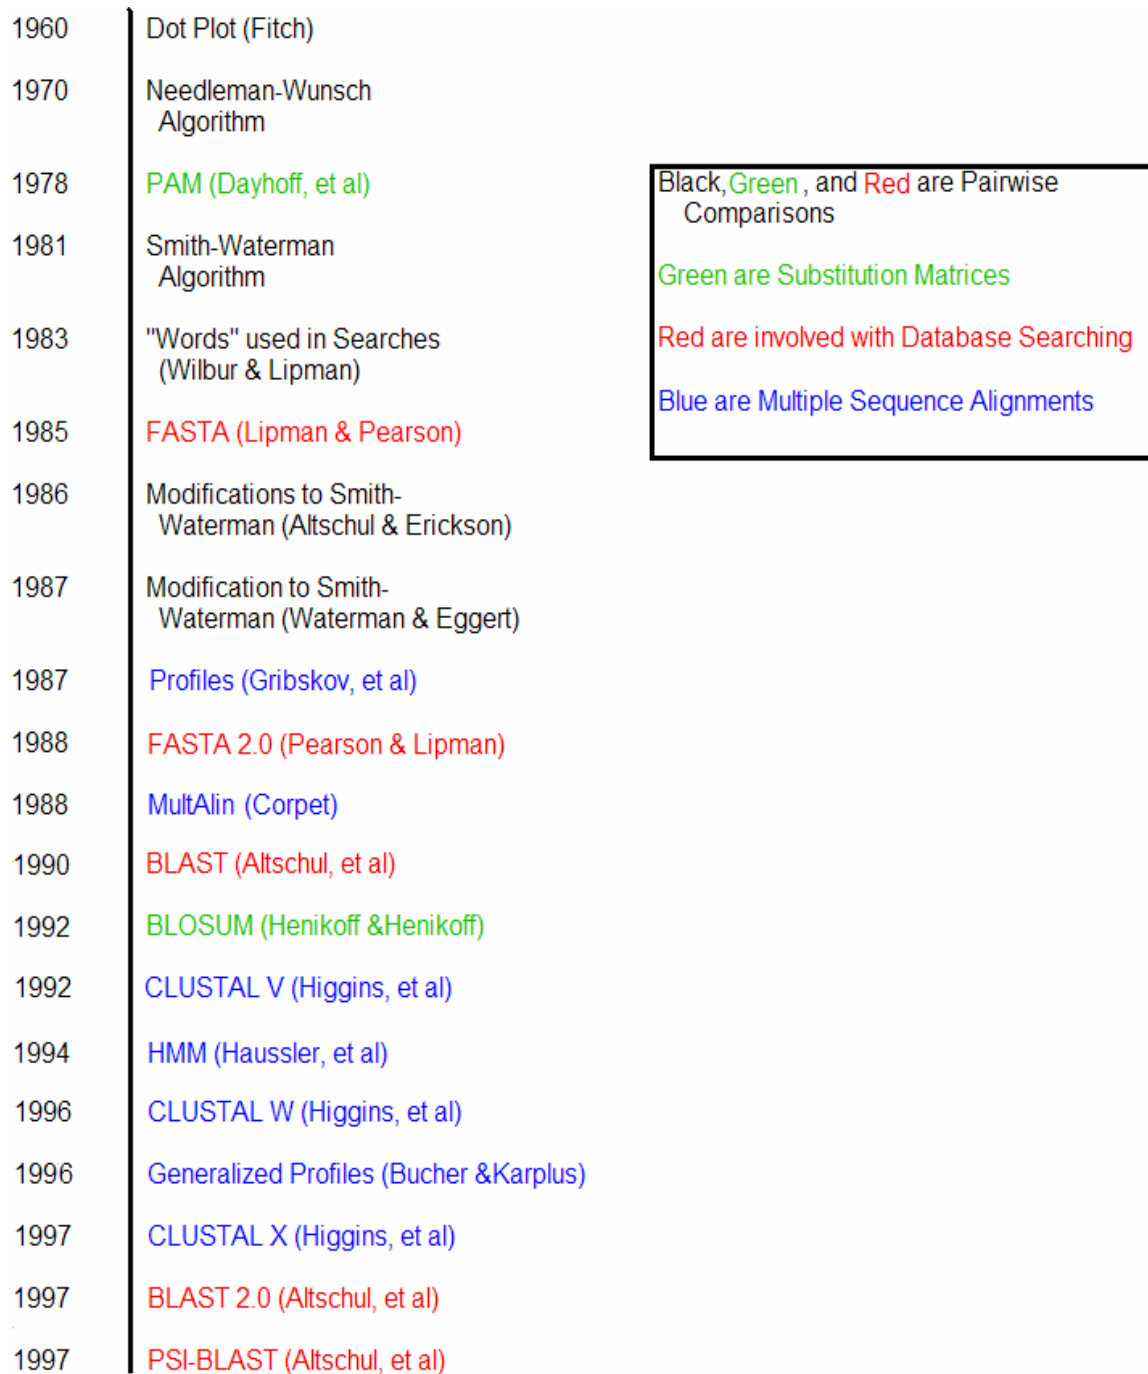 1960 Dot Plot (Fitch)
1970 Needleman-Wunsch
Algorithm
1978 PAM (Dayhoff, et al)
1981 Smith-Waterman
Algorithm
1983 "Words" used in Searches
(Wilbur & Lipman)
1985 FASTA (Lipman & Pearson)
1986 Modifications to Smith-
Waterman (Altschul & Erickson)
1987 Modification to Smith-
Waterman (Waterman & Eggert)
1987 Profiles (Gribskov, et al)
1988 FASTA 2.0 (Pearson & Lipman)
1988 MultAlin (Corpet)
1990 BLAST (Altschul, et al)
1992 BLOSUM (Henikoff &Henikoff)
1992 CLUSTAL V (Higgins, et al)
1994 HMM (Haussler, et al)
1996 CLUSTAL W (Higgins, et al)
1996 Generalized Profiles (Bucher &Karplus)
1997 CLUSTAL X (Higgins, et al)
1997 BLAST 2.0 (Altschul, et al)
1997 PSI-BLAST (Altschul, et al)
Black, Green , and Red are Pairwise
Comparisons
Green are Substitution Matrices
Red are involved with Database Searching
Blue are Multiple Sequence Alignments